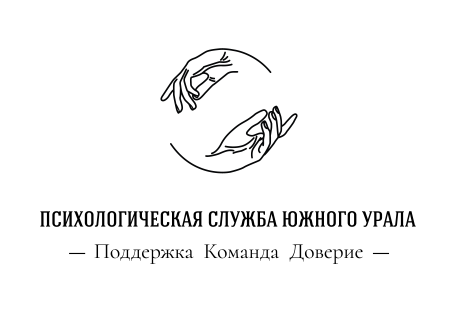 ПСИХОЛОГИЧЕСКАЯ СЛУЖБА ЮЖНОГО УРАЛА
— Поддержка Команда Доверие —